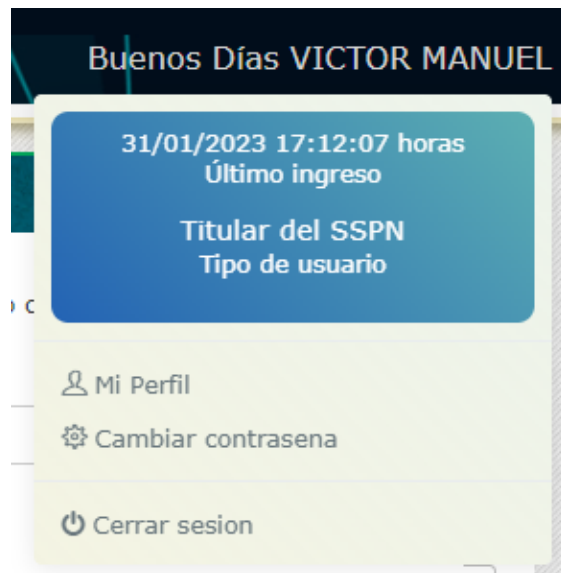 Buenos Días VICTOR MANUEL
31/01/2023 17:12:07 horas
Último ingreso
Titular del SSPN
Tipo de usuario
Mi Perfil
Cambiar contrasena
Cerrar sesion